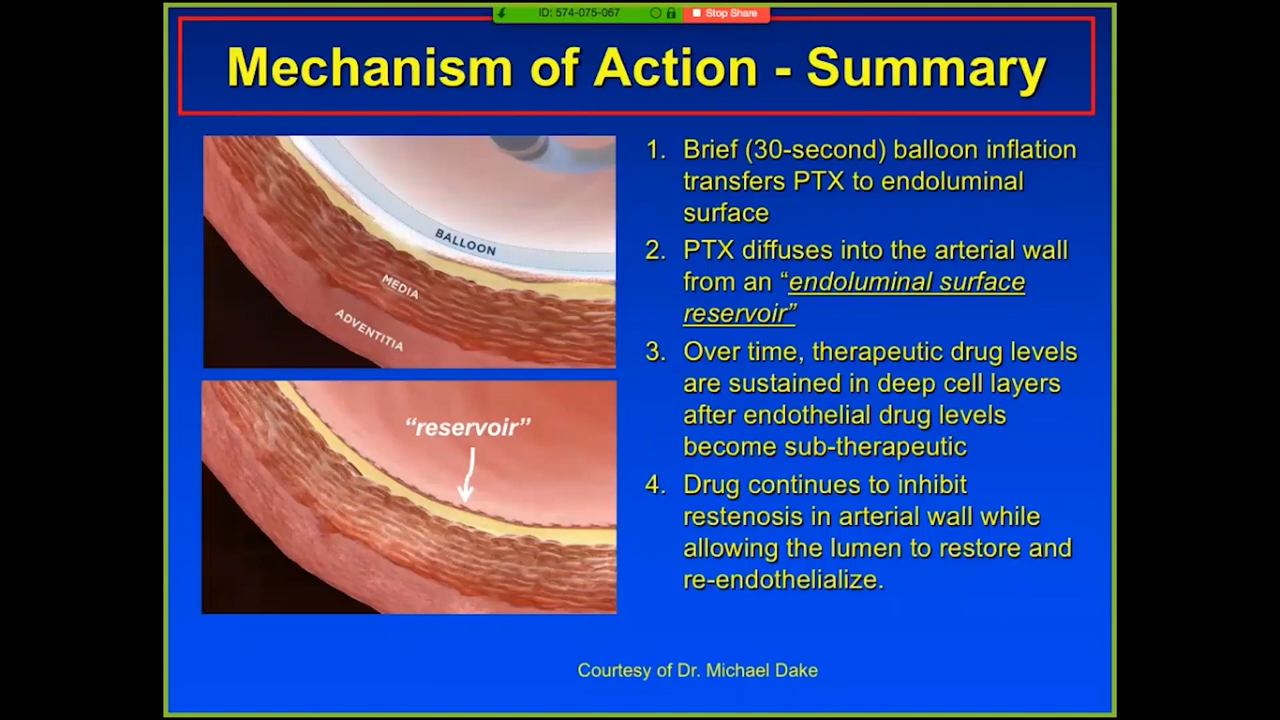 ID: 574-075-067
Stop Share
Mechanism of Action - Summary
BALLOON
MEDIA
ADVENTITIA
“reservoir”
1. Brief (30-second) balloon inflation
transfers PTX to endoluminal
surface
2. PTX diffuses into the arterial wall
from an “endoluminal surface
reservoir”
3. Over time, therapeutic drug levels
are sustained in deep cell layers
after endothelial drug levels
become sub-therapeutic
4. Drug continues to inhibit
restenosis in arterial wall while
allowing the lumen to restore and
re-endothelialize.
Courtesy of Dr. Michael Dake